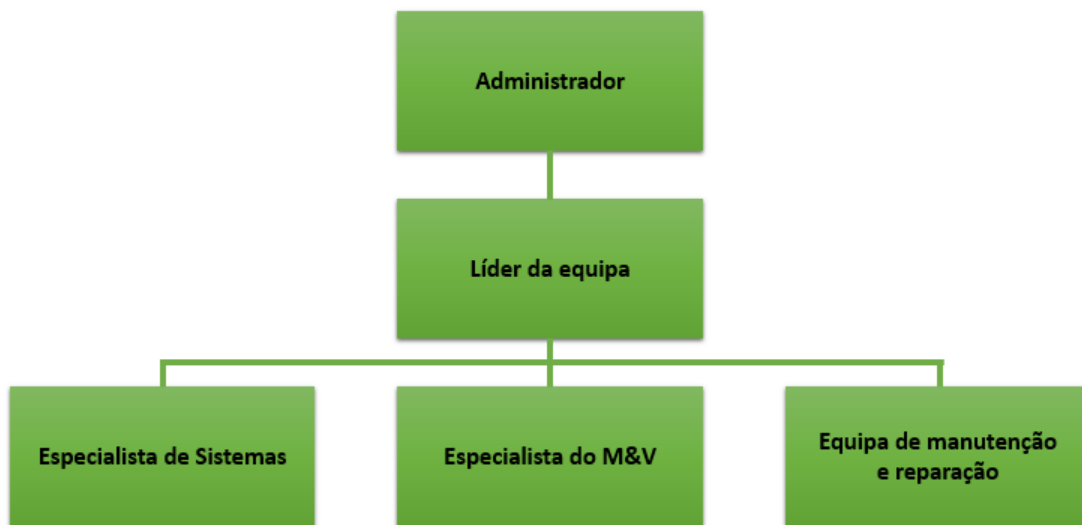 Administrador
Líder da equipa
Especialista de Sistemas
Especialista do M&V
Equipa de manutenção
e reparação